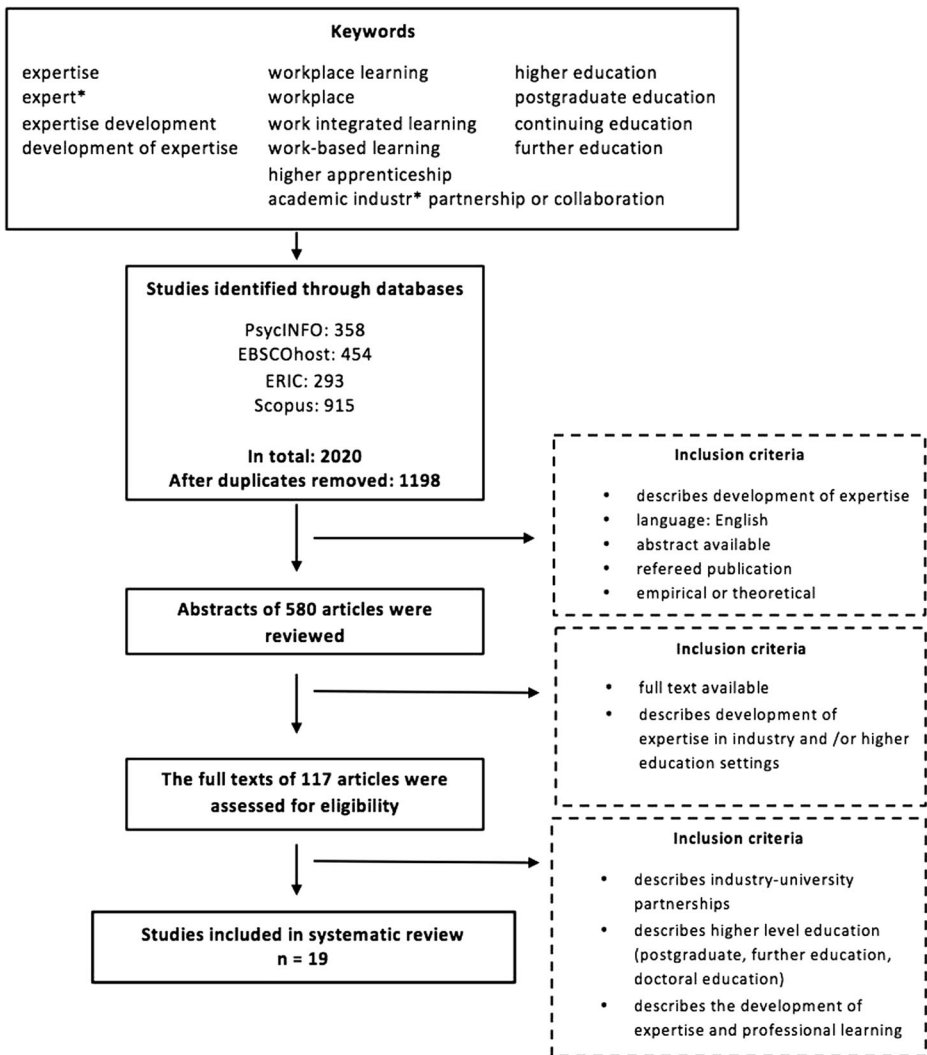 Keywords
expertise
expert*
expertise development
development of expertise
workplace learning
workplace
work integrated learning
work-based learning
higher apprenticeship
academic industr* partnership or collaboration
higher education
postgraduate education
continuing education
further education
Studies identified through databases
PsycINFO: 358
EBSCOhost: 454
ERIC: 293
Scopus: 915
In total: 2020
After duplicates removed: 1198
Inclusion criteria
• describes development of expertise
• language: English
• abstract available
• refereed publication
• empirical or theoretical
Abstracts of 580 articles were
reviewed
Inclusion criteria
• full text available
• describes development of
expertise in industry and /or higher
education settings
The full texts of 117 articles were
assessed for eligibility
Inclusion criteria
• describes industry-university
partnerships
• describes higher level education
(postgraduate, further education,
doctoral education)
• describes the development of
expertise and professional learning
Studies included in systematic review
n = 19